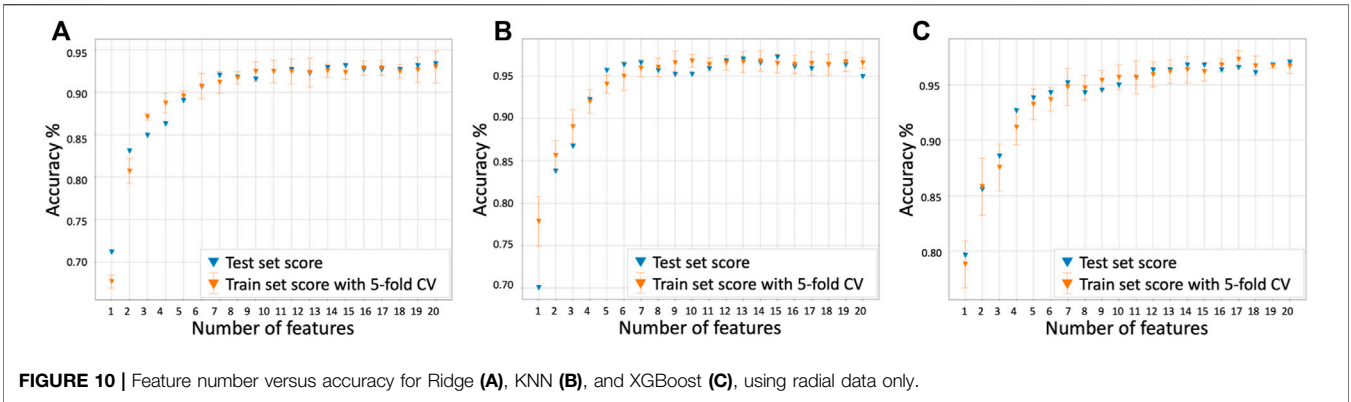 A
0.95
0.90
0.85
0.80
0.75
0.70
Accuracy %
Test set score
Train set score with 5-fold CV
1 2 3 4 5 6 7 8 9 10 11 12 13 14 15 16 17 18 19 20
Number of features
B
0.95
0.90
0.85
0.80
0.75
0.70
Accuracy %
Test set score
Train set score with 5-fold CV
1 2 3 4 5 6 7 8 9 10 11 12 13 14 15 16 17 18 19 20
Number of features
C
0.95
0.90
0.85
0.80
Accuracy %
Test set score
Train set score with 5-fold CV
1 2 3 4 5 6 7 8 9 10 11 12 13 14 15 16 17 18 19 20
Number of features
FIGURE 10 | Feature number versus accuracy for Ridge (A), KNN (B), and XGBoost (C), using radial data only.